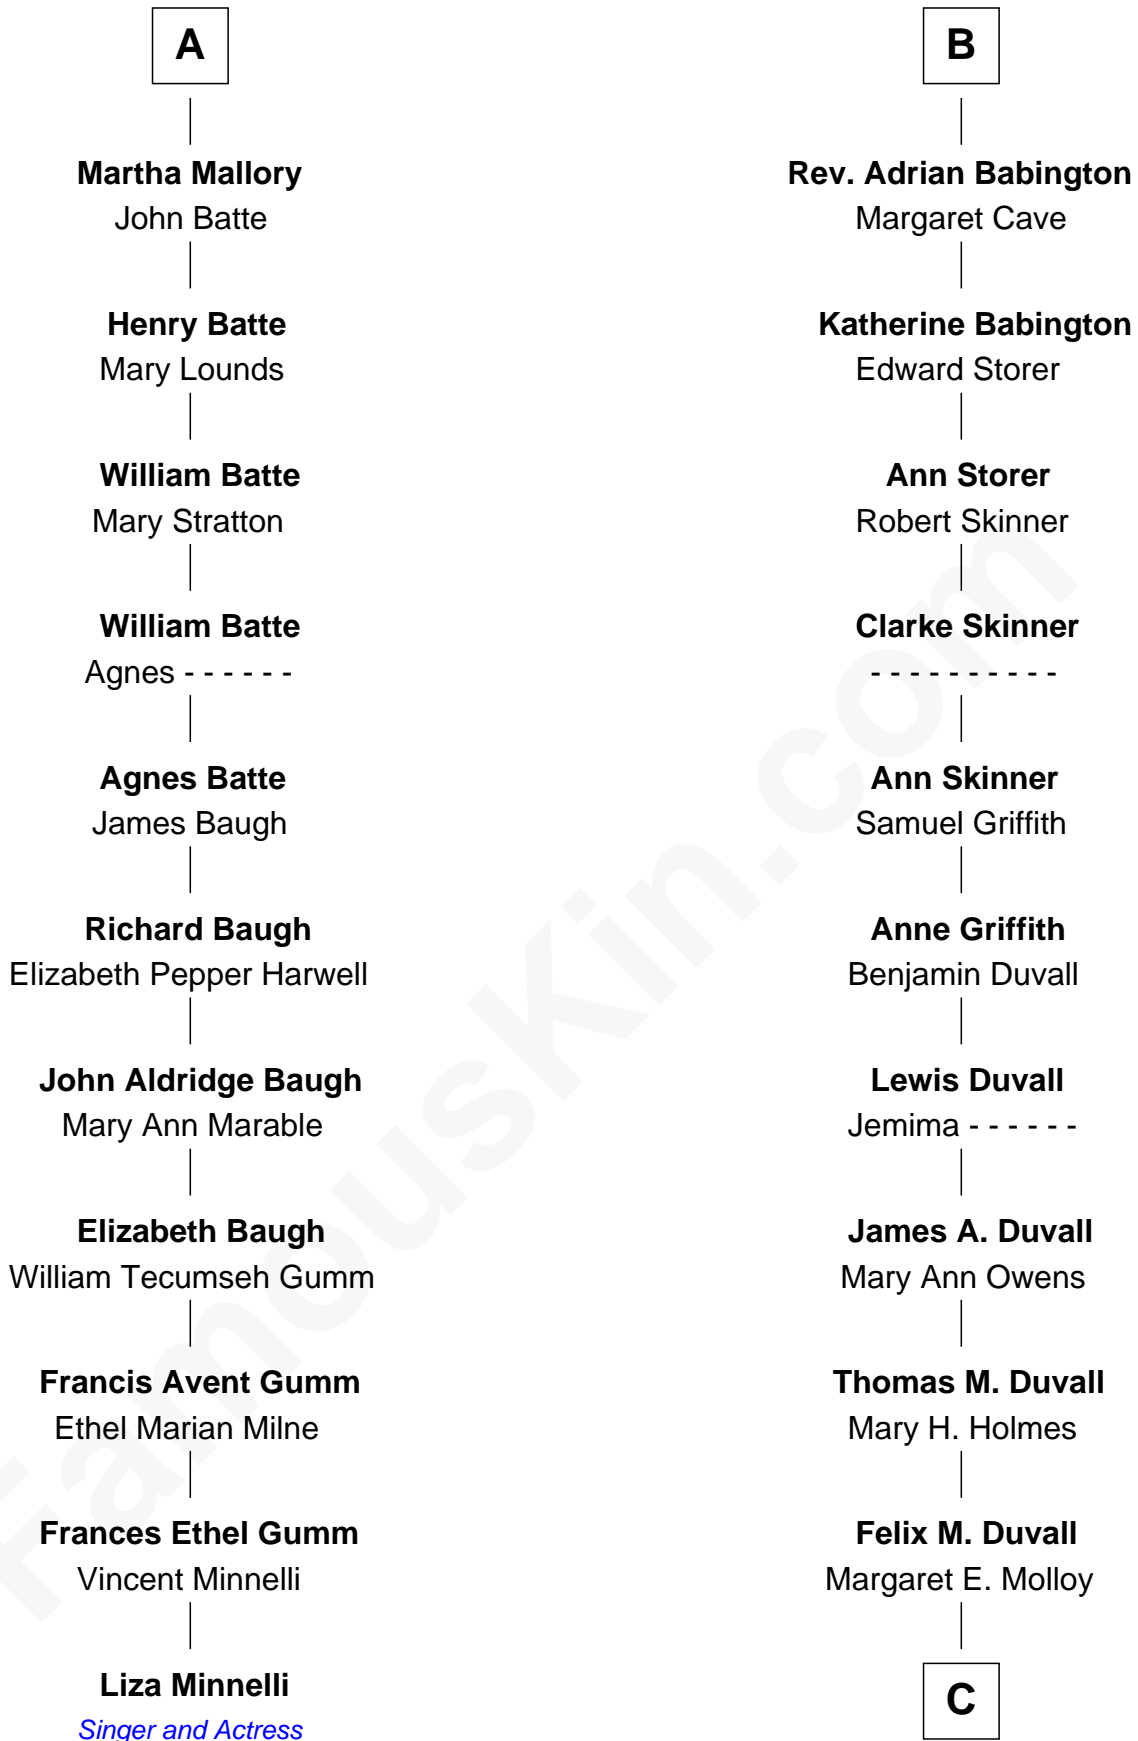 A
Martha Mallory
John Batte
Henry Batte
Mary Lounds
William Batte
Mary Stratton
William Batte
Agnes - - - - - -
Agnes Batte
James Baugh
Richard Baugh
Elizabeth Pepper Harwell
John Aldridge Baugh
Mary Ann Marable
Elizabeth Baugh
William Tecumseh Gumm
Francis Avent Gumm
Ethel Marian Milne
Frances Ethel Gumm
Vincent Minnelli
Liza Minnelli
Singer and Actress
B
Rev. Adrian Babington
Margaret Cave
Katherine Babington
Edward Storer
Ann Storer
Robert Skinner
Clarke Skinner
- - - - - - - - - -
Ann Skinner
Samuel Griffith
Anne Griffith
Benjamin Duvall
Lewis Duvall
Jemima - - - - - -
James A. Duvall
Mary Ann Owens
Thomas M. Duvall
Mary H. Holmes
Felix M. Duvall
Margaret E. Molloy
C
FamousKin.com